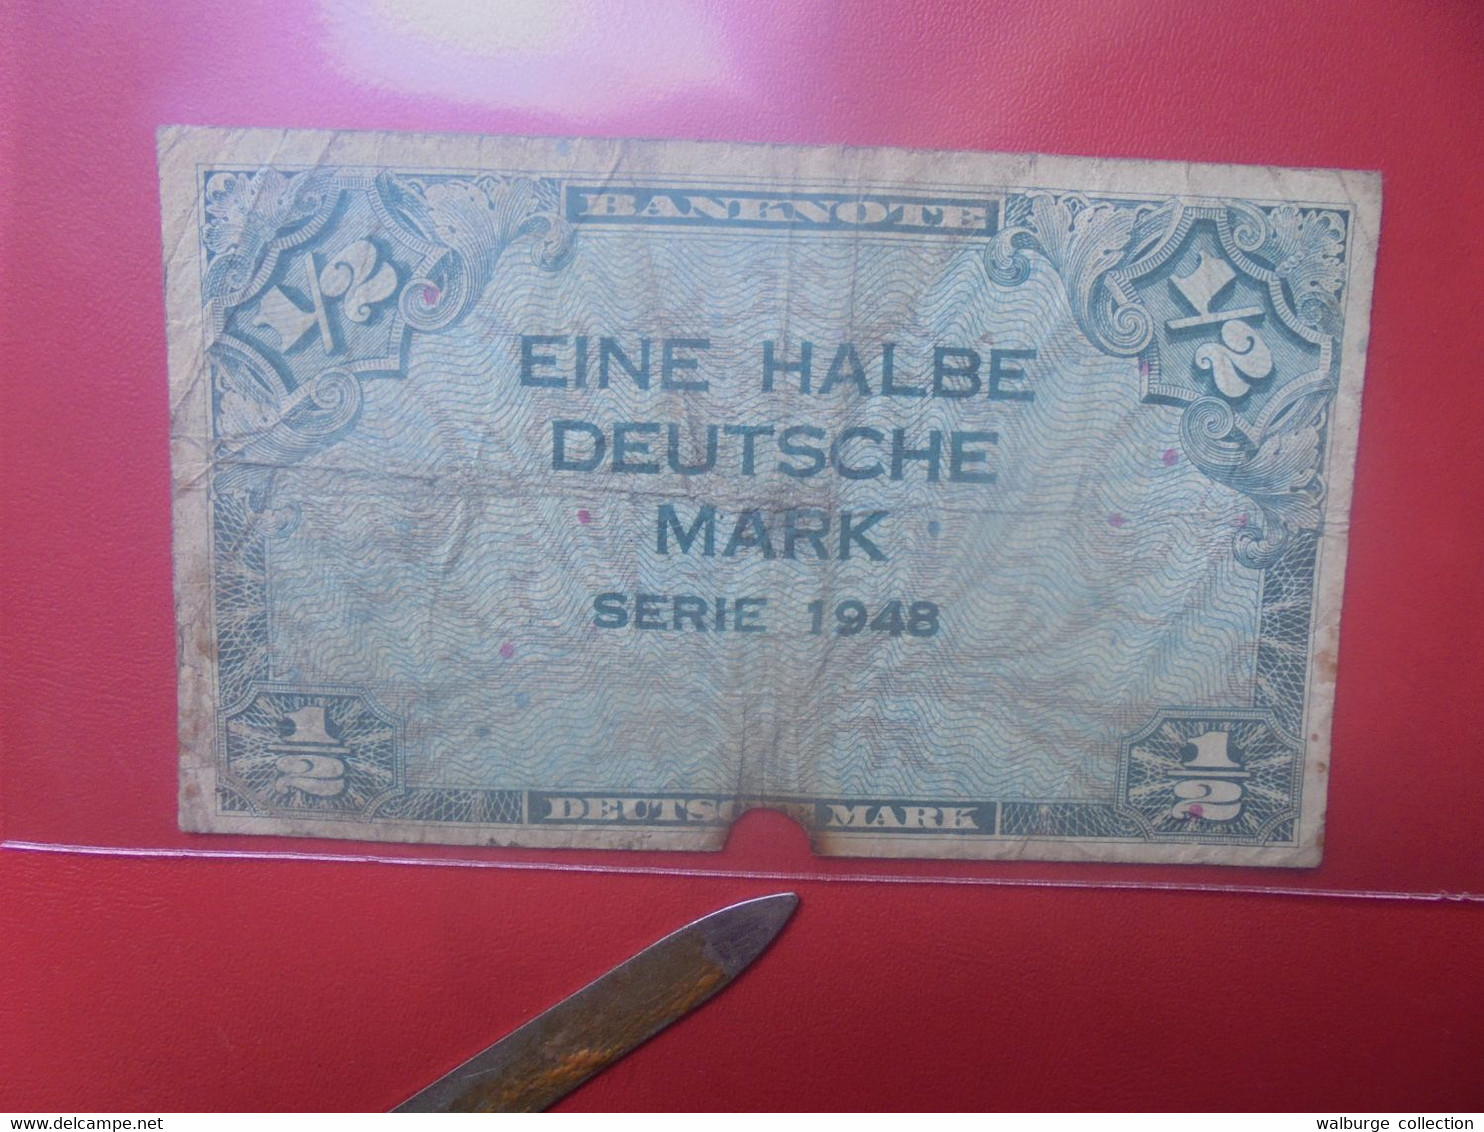 BANKNOTE
1/2
1/2
EINE HALBE
DEUTSCHE
MARK
SERIE 1948
1/2
1/2
DEUTSCHE MARK
www.delcampe.net
walburge collection